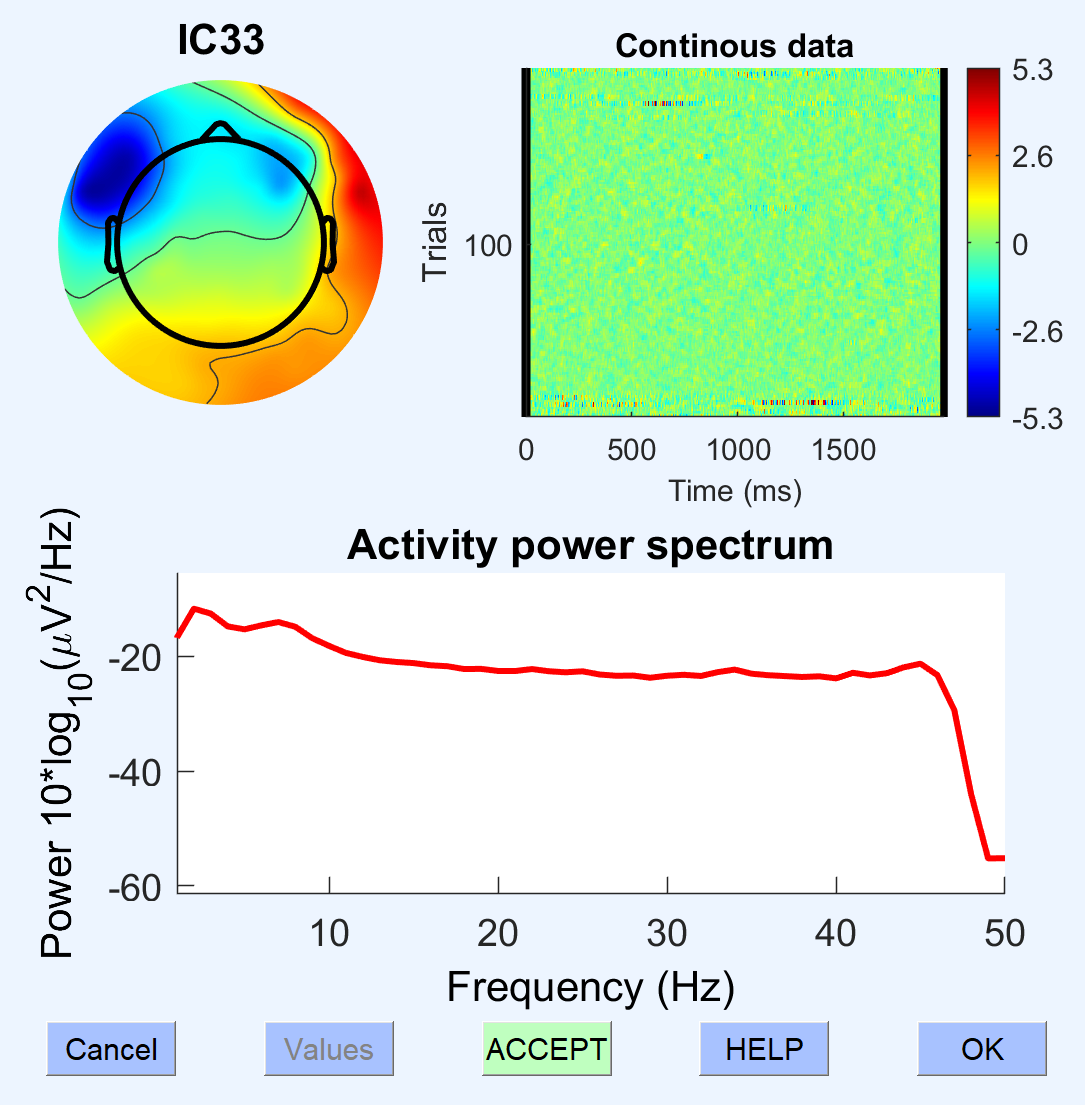 IC33
Continous data
Trials
100
0
500
1000
1500
Time (ms)
5.3
2.6
0
-2.6
-5.3
Activity power spectrum
Power 10*log10(μV2/Hz)
-20
-40
-60
10
20
30
40
50
Frequency (Hz)
Cancel
Values
ACCEPT
HELP
OK